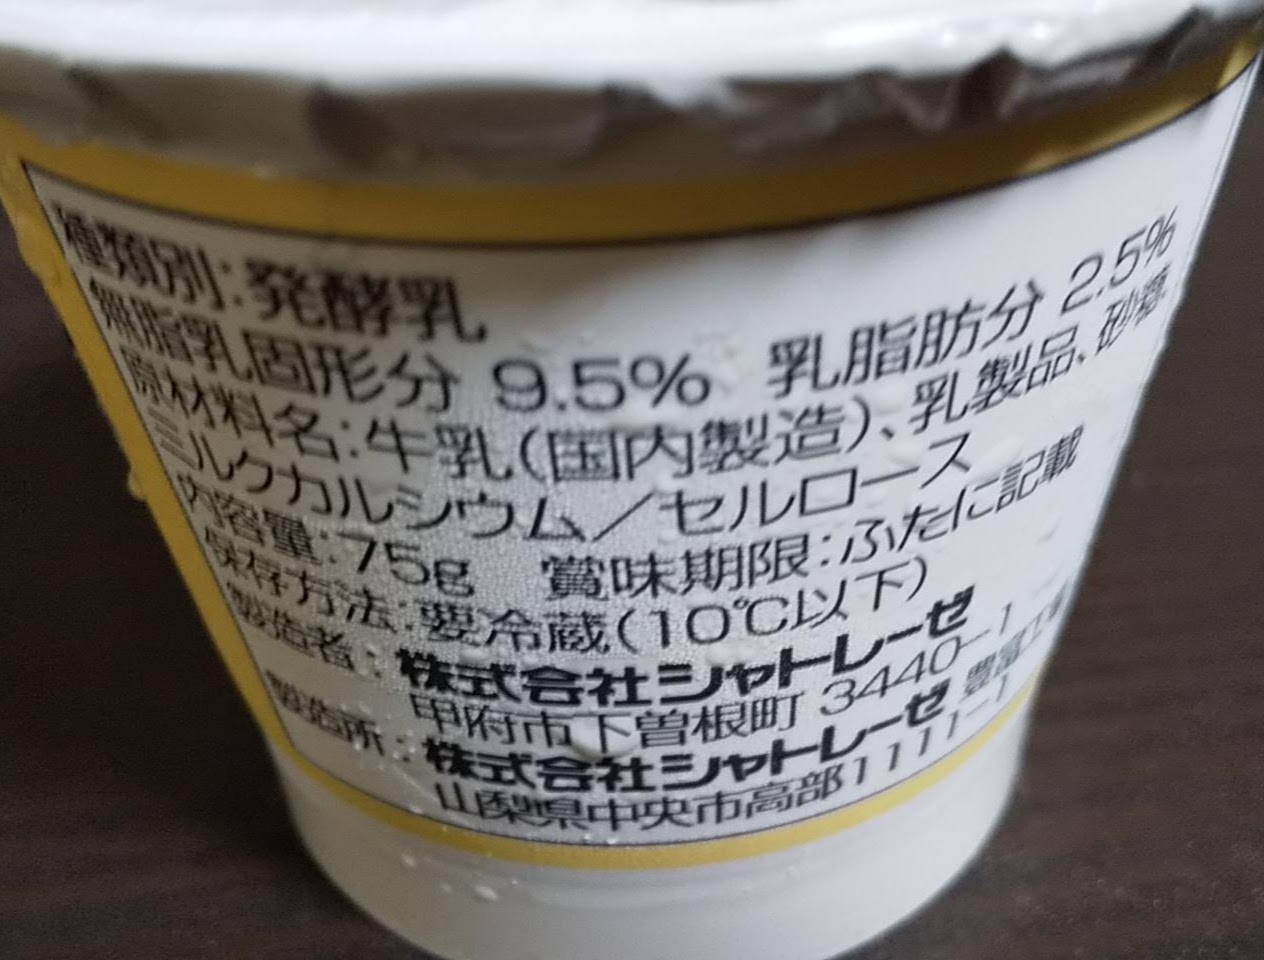 種類別:発酵乳
無脂乳固形分 9.5% 乳脂肪分 2.5%
原材料名:牛乳(国内製造)、乳製品、砂糖、
ミルクカルシウム/セルロース
内容量:75g 賞味期限:ふたに記載
保存方法:要冷蔵(10℃以下)
製造者:株式会社シャトレーゼ
甲府市下曽根町 3440-1
製造所:株式会社シャトレーゼ 豊富工場
山梨県中央市高部1111-1